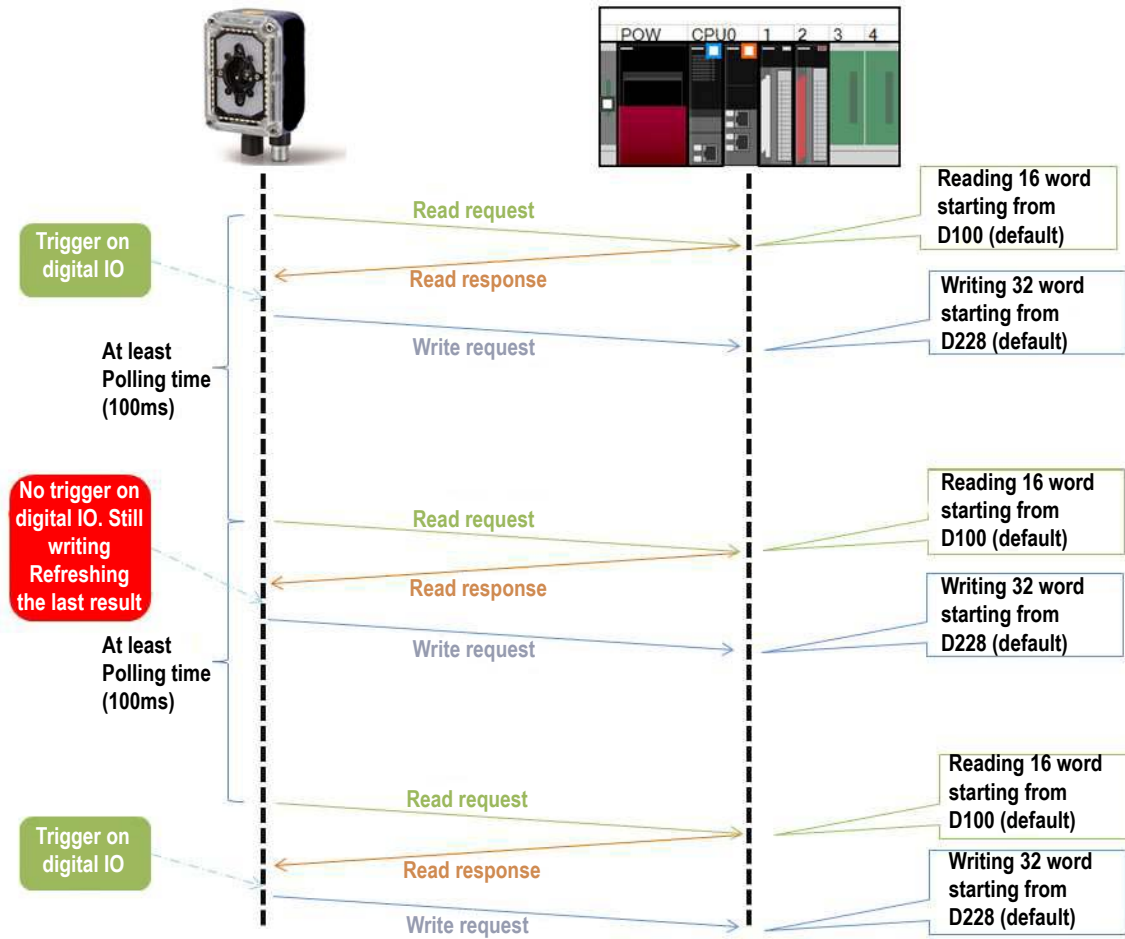 POW CPU0 1 2 3 4
Reading 16 word
starting from
D100 (default)
Read request
Trigger on
digital IO
Read response
Writing 32 word
starting from
D228 (default)
Write request
At least
Polling time
(100ms)
Reading 16 word
starting from
D100 (default)
No trigger on
digital IO. Still
writing
Refreshing
the last result
Read request
Read response
Writing 32 word
starting from
D228 (default)
Write request
At least
Polling time
(100ms)
Reading 16 word
starting from
D100 (default)
Read request
Trigger on
digital IO
Read response
Writing 32 word
starting from
D228 (default)
Write request